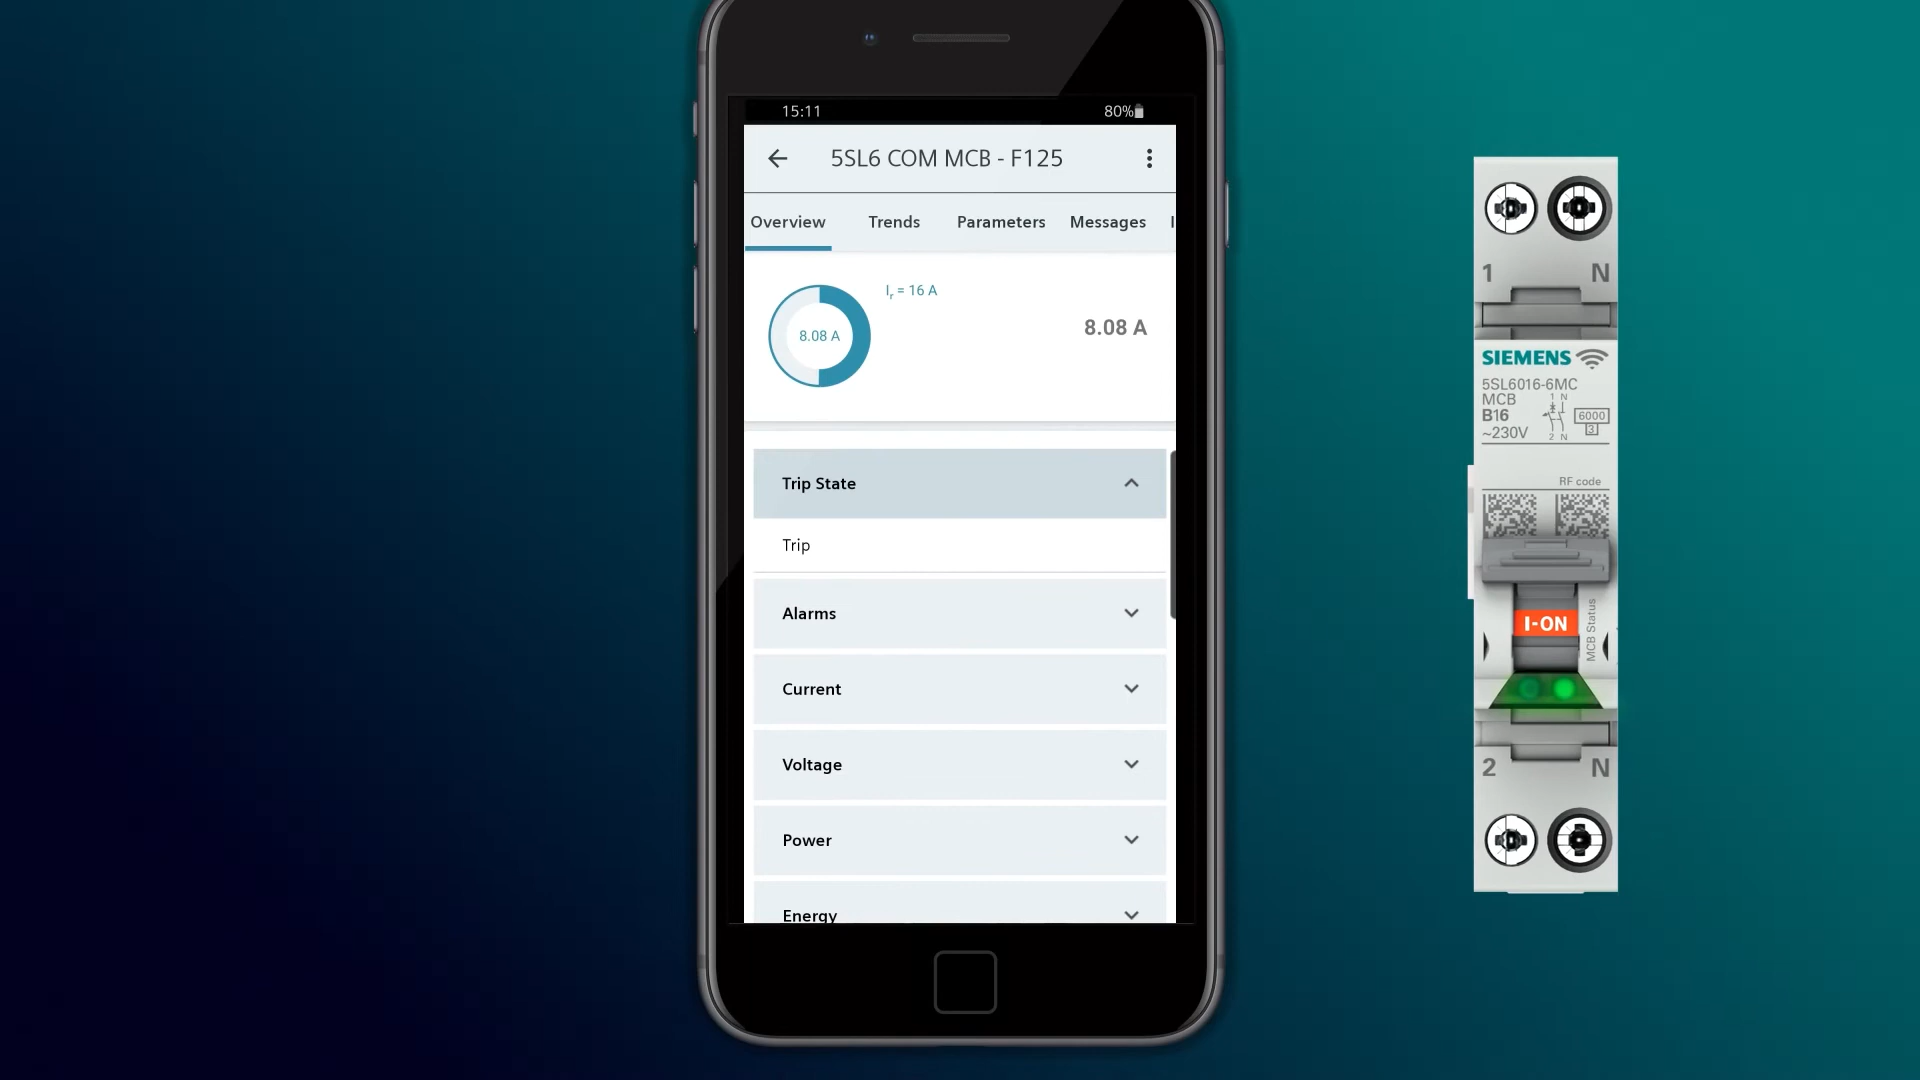 15:11
80%
5SL6 COM MCB - F125
Overview
Trends
Parameters
Messages
8.08 A
Ir = 16 A
8.08 A
Trip State
Trip
Alarms
Current
Voltage
Power
Energy
1 N
SIEMENS
5SL6016-6MC
MCB
B16
~230V
1 N
2 N
6000
3
RF code
I-ON
MCB Status
2 N